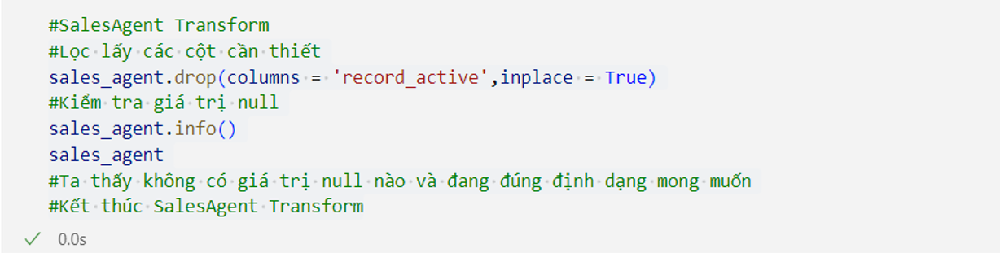 #SalesAgent Transform
#Lọc lấy các cột cần thiết
sales_agent.drop(columns = 'record_active',inplace = True)
#Kiểm tra giá trị null
sales_agent.info()
sales_agent
#Ta thấy không có giá trị null nào và đang đúng định dạng mong muốn
#Kết thúc SalesAgent Transform
0.0s